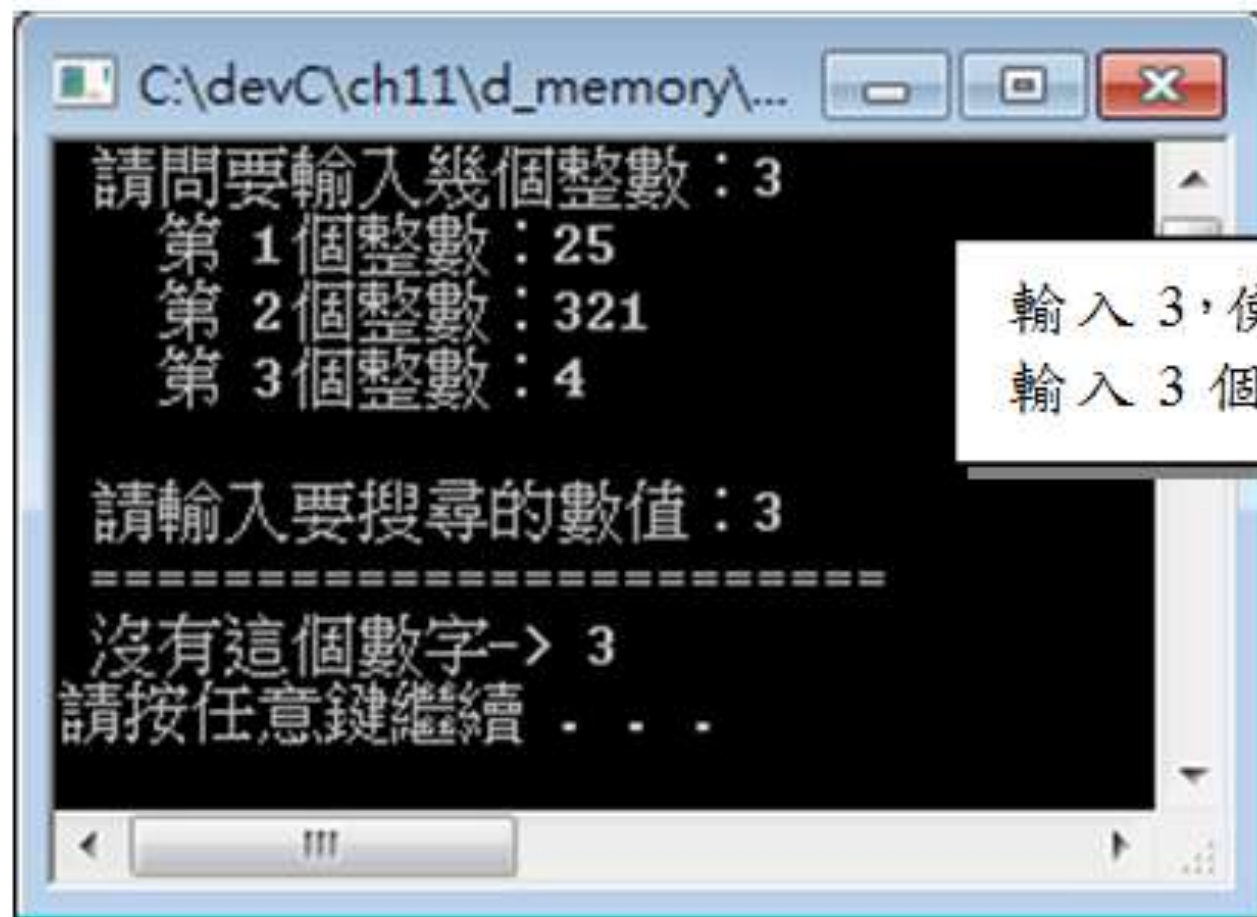 C:\devC\ch11\d_memory\...
請問要輸入幾個整數：3
第 1個整數：25
第 2個整數：321
第 3個整數：4
輸入 3，
輸入 3 個
請輸入要搜尋的數值：3
========================
沒有這個數字-> 3
請按任意鍵繼續 . . .